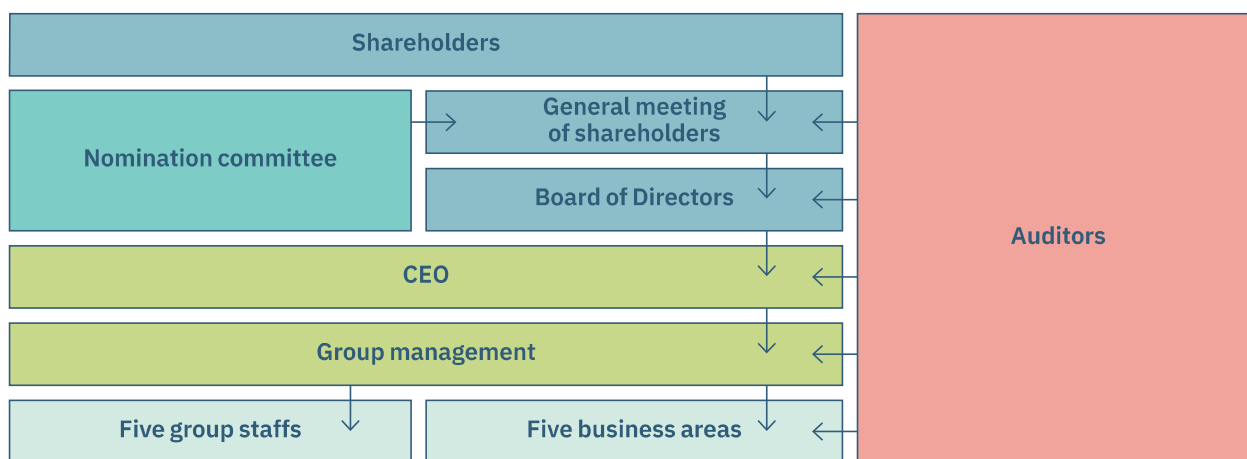 Shareholders
General meeting
of shareholders
Nomination committee
Board of Directors
Auditors
CEO
Group management
Five group staffs
Five business areas